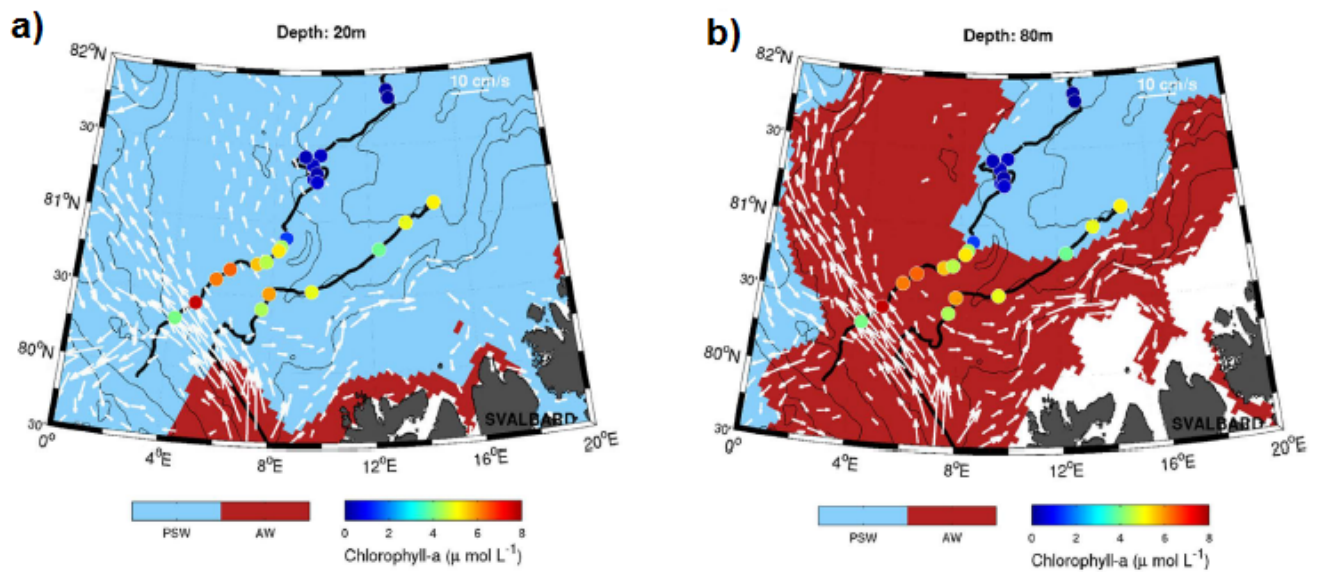 a)
Depth: 20m
82°N
10 cm/s
30'
81°N
30'
80°N
30'
SVALBARD
0°
4°E
8°E
12°E
16°E
20°E
PSW
AW
0
2
4
6
8
Chlorophyll-a (μ mol L⁻¹)
b)
Depth: 80m
82°N
10 cm/s
30'
81°N
30'
80°N
30'
SVALBARD
0°
4°E
8°E
12°E
16°E
20°E
PSW
AW
0
2
4
6
8
Chlorophyll-a (μ mol L⁻¹)